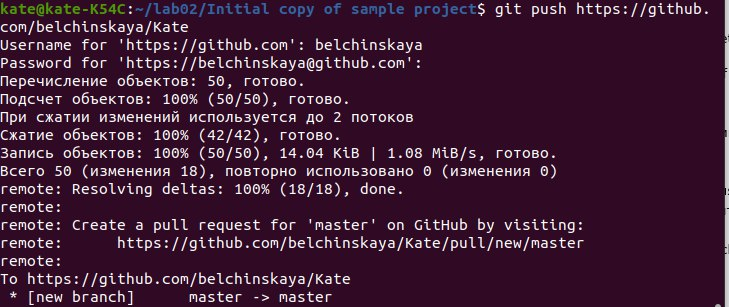 kate@kate-K54C:~/lab02/Initial copy of sample project$ git push https://github.
com/belchinskaya/Kate
Username for 'https://github.com': belchinskaya
Password for 'https://belchinskaya@github.com':
Перечисление объектов: 50, готово.
Подсчет объектов: 100% (50/50), готово.
При сжатии изменений используется до 2 потоков
Сжатие объектов: 100% (42/42), готово.
Запись объектов: 100% (50/50), 14.04 KiB | 1.08 MiB/s, готово.
Всего 50 (изменения 18), повторно использовано 0 (изменения 0)
remote: Resolving deltas: 100% (18/18), done.
remote:
remote: Create a pull request for 'master' on GitHub by visiting:
remote:      https://github.com/belchinskaya/Kate/pull/new/master
remote:
To https://github.com/belchinskaya/Kate
 * [new branch]      master -> master